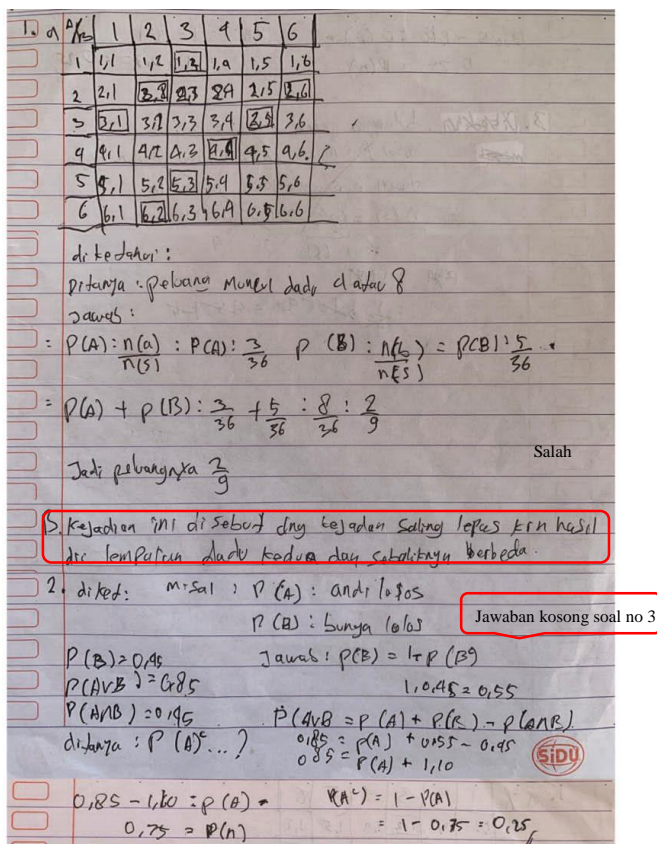 1. a A/B 1 2 3 4 5 6
1 1,1 1,2 1,3 1,4 1,5 1,6
2 2,1 2,2 2,3 2,4 2,5 2,6
3 3,1 3,2 3,3 3,4 3,5 3,6
4 4,1 4,2 4,3 4,4 4,5 4,6
5 5,1 5,2 5,3 5,4 5,5 5,6
6 6,1 6,2 6,3 6,4 6,5 6,6
diketahui :
Ditanya : peluang muncul dadu 4 atau 8
Jawab :
= P(A) : n(a)/n(S) : P(A) : 3/36 P (B) : n(b)/n(S) = P(B) : 5/36
= P(A) + P(B) : 3/36 + 5/36 : 8/36 : 2/9
Salah
Jadi peluangnya 2/9
b. Kejadian ini disebut dng kejadan saling lepas krn hasil
dri lemparan dadu kedua dan sebaliknya berbeda.
2. diket : misal : P (A) : andi lolos
P (B) : bunya lolos
Jawaban kosong soal no 3
P(B) = 0,45 Jawab : P(B) = 1 - P (B^c)
P(AVB) = 0,85 1, 0,45 = 0,55
P(A∩B) = 0,45 P(AVB = P(A) + P(B) - P(A∩B)
ditanya : P (A)^c ... ? 0,85 = P(A) + 0,55 - 0,45
0,85 = P(A) + 1,10
SiDU
0,85 - 1,10 = P(A) P(A^c) = 1 - P(A)
0,75 = P(A) = 1 - 0,75 = 0,25